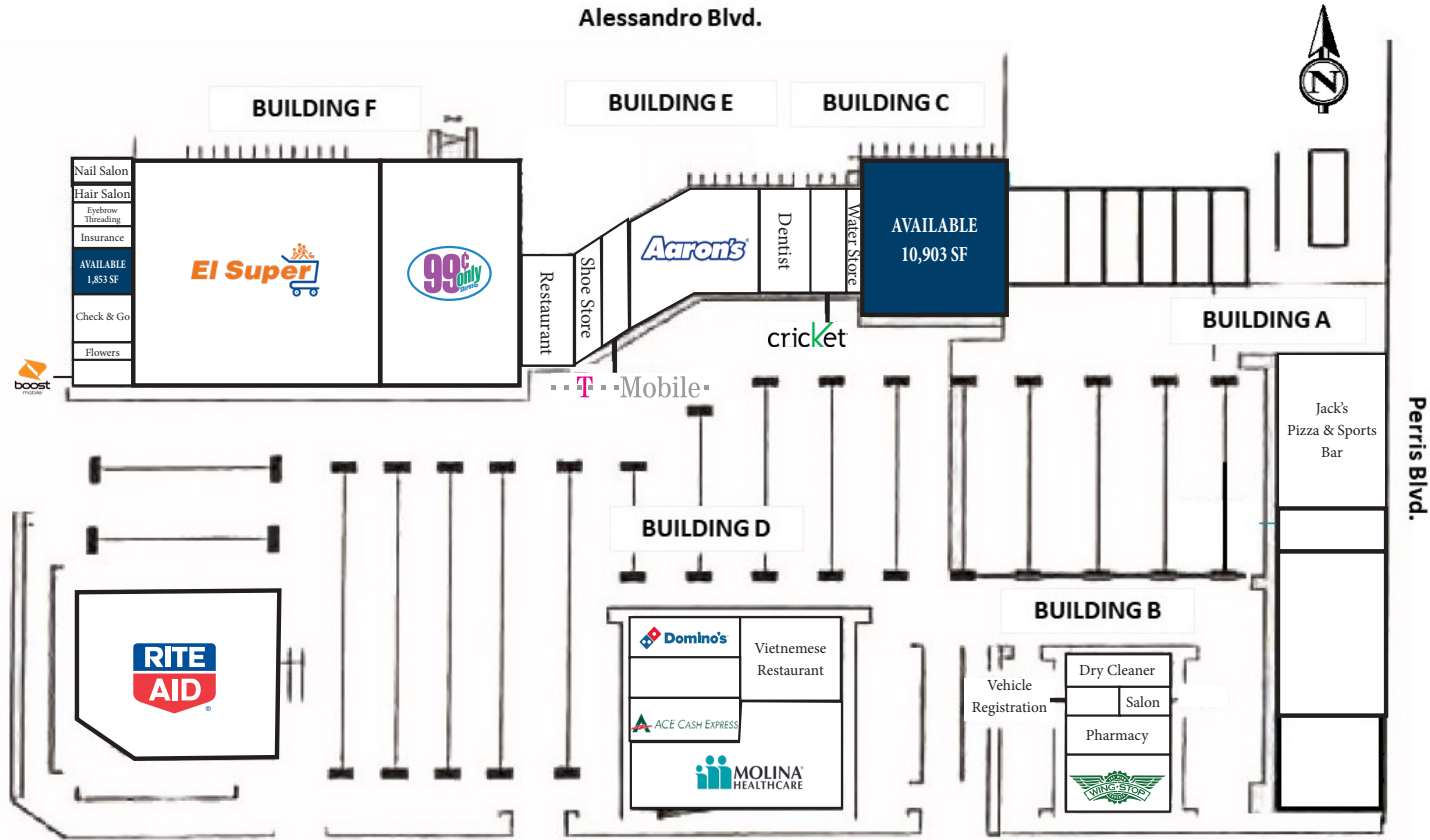 Alessandro Blvd.
N
BUILDING F
BUILDING E
BUILDING C
Nail Salon
Hair Salon
Eyebrow
Threading
Insurance
AVAILABLE
1,853 SF
Check & Go
Flowers
boost
mobile
El Super
99¢
only
stores
Restaurant
Shoe Store
T Mobile
Aaron's
Dentist
cricket
Water Store
AVAILABLE
10,903 SF
BUILDING A
Jack's
Pizza & Sports
Bar
Perris Blvd.
BUILDING D
RITE
AID
®
Domino's
Vietnemese
Restaurant
ACE CASH EXPRESS
MOLINA®
HEALTHCARE
BUILDING B
Vehicle
Registration
Dry Cleaner
Salon
Pharmacy
WING·STOP